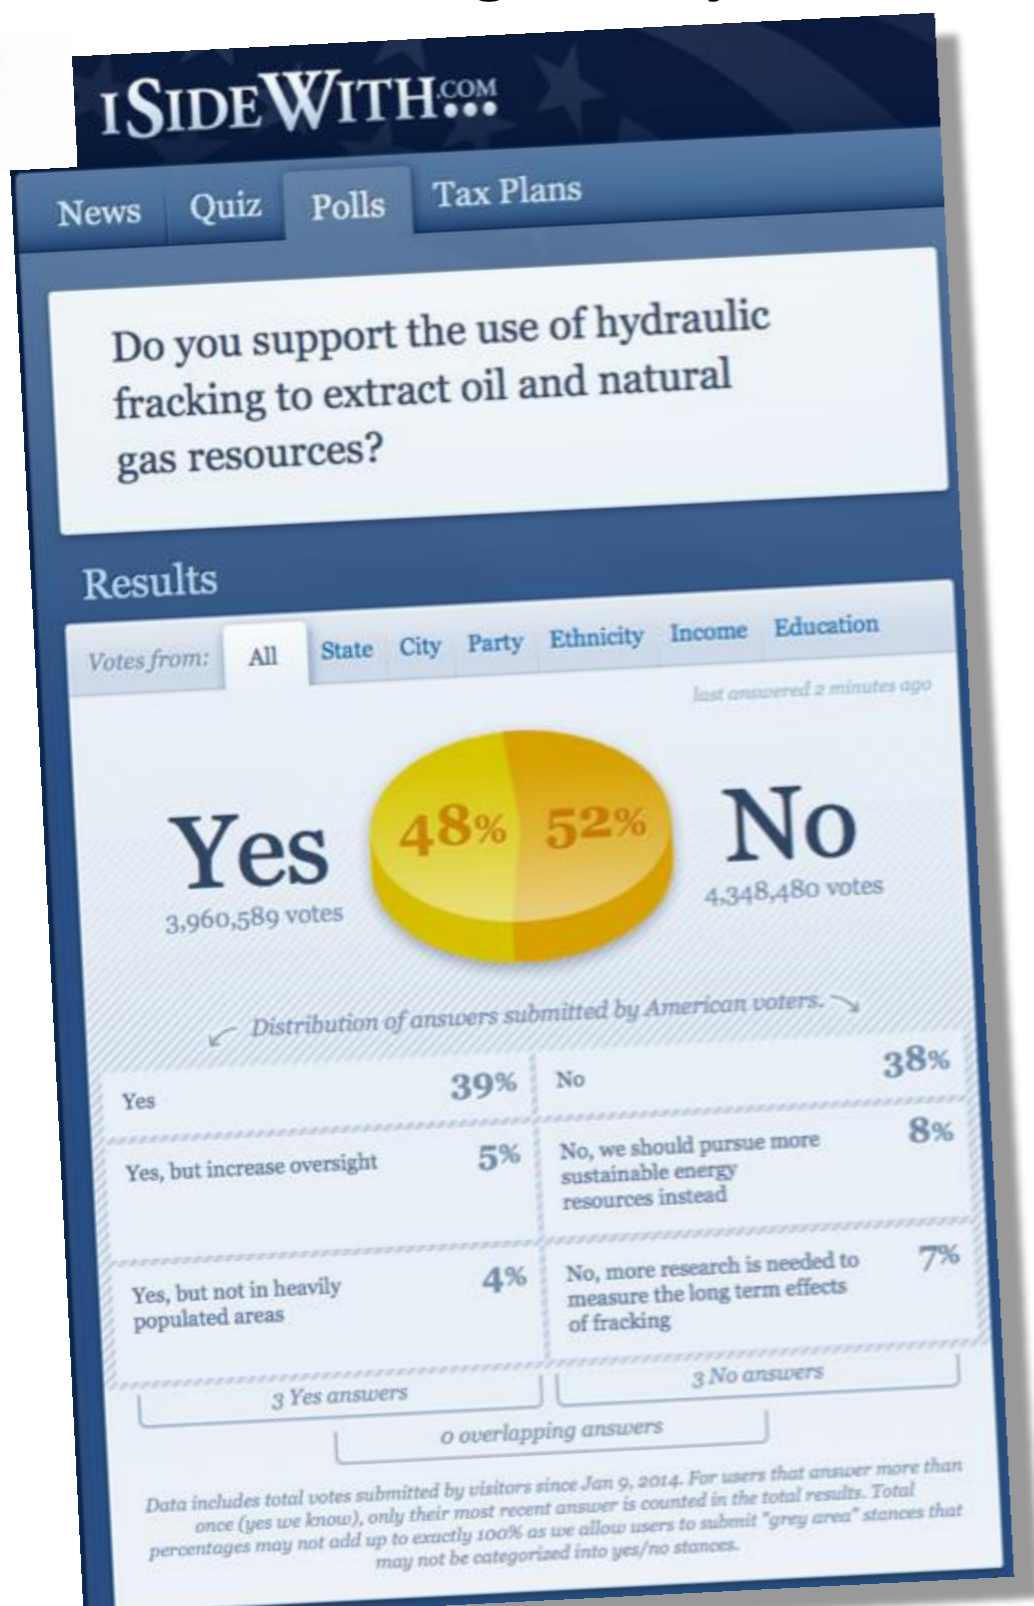 iSideWith.com
News Quiz Polls Tax Plans
Do you support the use of hydraulic
fracking to extract oil and natural
gas resources?
Results
Votes from: All State City Party Ethnicity Income Education
last answered 2 minutes ago
Yes
3,960,589 votes
48% 52%
No
4,348,480 votes
Distribution of answers submitted by American voters.
Yes 39%
No 38%
Yes, but increase oversight 5%
No, we should pursue more 8%
sustainable energy
resources instead
Yes, but not in heavily 4%
populated areas
No, more research is needed to 7%
measure the long term effects
of fracking
3 Yes answers
3 No answers
0 overlapping answers
Data includes total votes submitted by visitors since Jan 9, 2014. For users that answer more than
once (yes we know), only their most recent answer is counted in the total results. Total
percentages may not add up to exactly 100% as we allow users to submit "grey area" stances that
may not be categorized into yes/no stances.